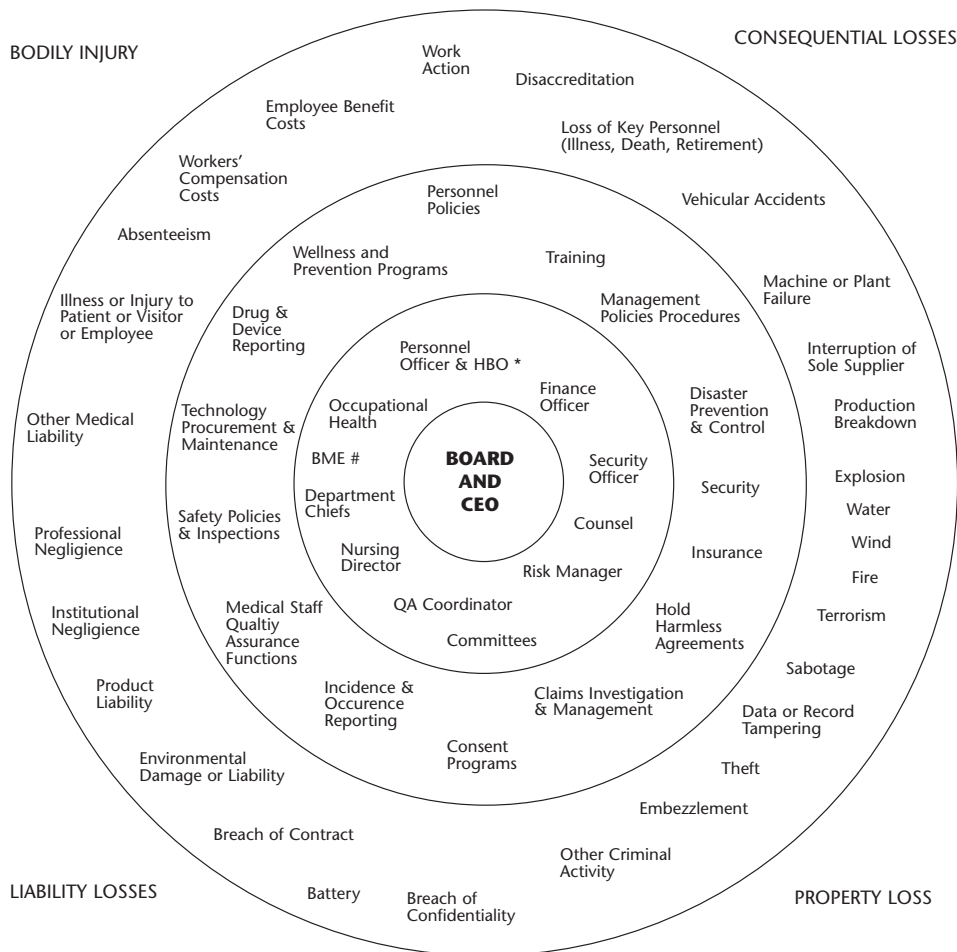 BODILY INJURY
CONSEQUENTIAL LOSSES
Work
Action
Disaccreditation
Employee Benefit
Costs
Loss of Key Personnel
(Illness, Death, Retirement)
Workers'
Compensation
Costs
Vehicular Accidents
Absenteeism
Machine or Plant
Failure
Illness or Injury to
Patient or Visitor
or Employee
Interruption of
Sole Supplier
Other Medical
Liability
Production
Breakdown
Explosion
Water
Wind
Fire
Professional
Negligience
Institutional
Negligience
Terrorism
Sabotage
Product
Liability
Data or Record
Tampering
Environmental
Damage or Liability
Theft
Embezzlement
Breach of Contract
Other Criminal
Activity
Battery
Breach of
Confidentiality
Personnel
Policies
Wellness and
Prevention Programs
Training
Drug &
Device
Reporting
Management
Policies Procedures
Technology
Procurement &
Maintenance
Disaster
Prevention
& Control
Safety Policies
& Inspections
Security
Insurance
Medical Staff
Qualtiy
Assurance
Functions
Hold
Harmless
Agreements
Incidence &
Occurence
Reporting
Claims Investigation
& Management
Consent
Programs
Personnel
Officer & HBO *
Finance
Officer
Occupational
Health
BME #
Security
Officer
Department
Chiefs
Counsel
Nursing
Director
Risk Manager
QA Coordinator
Committees
BOARD
AND
CEO
LIABILITY LOSSES
PROPERTY LOSS